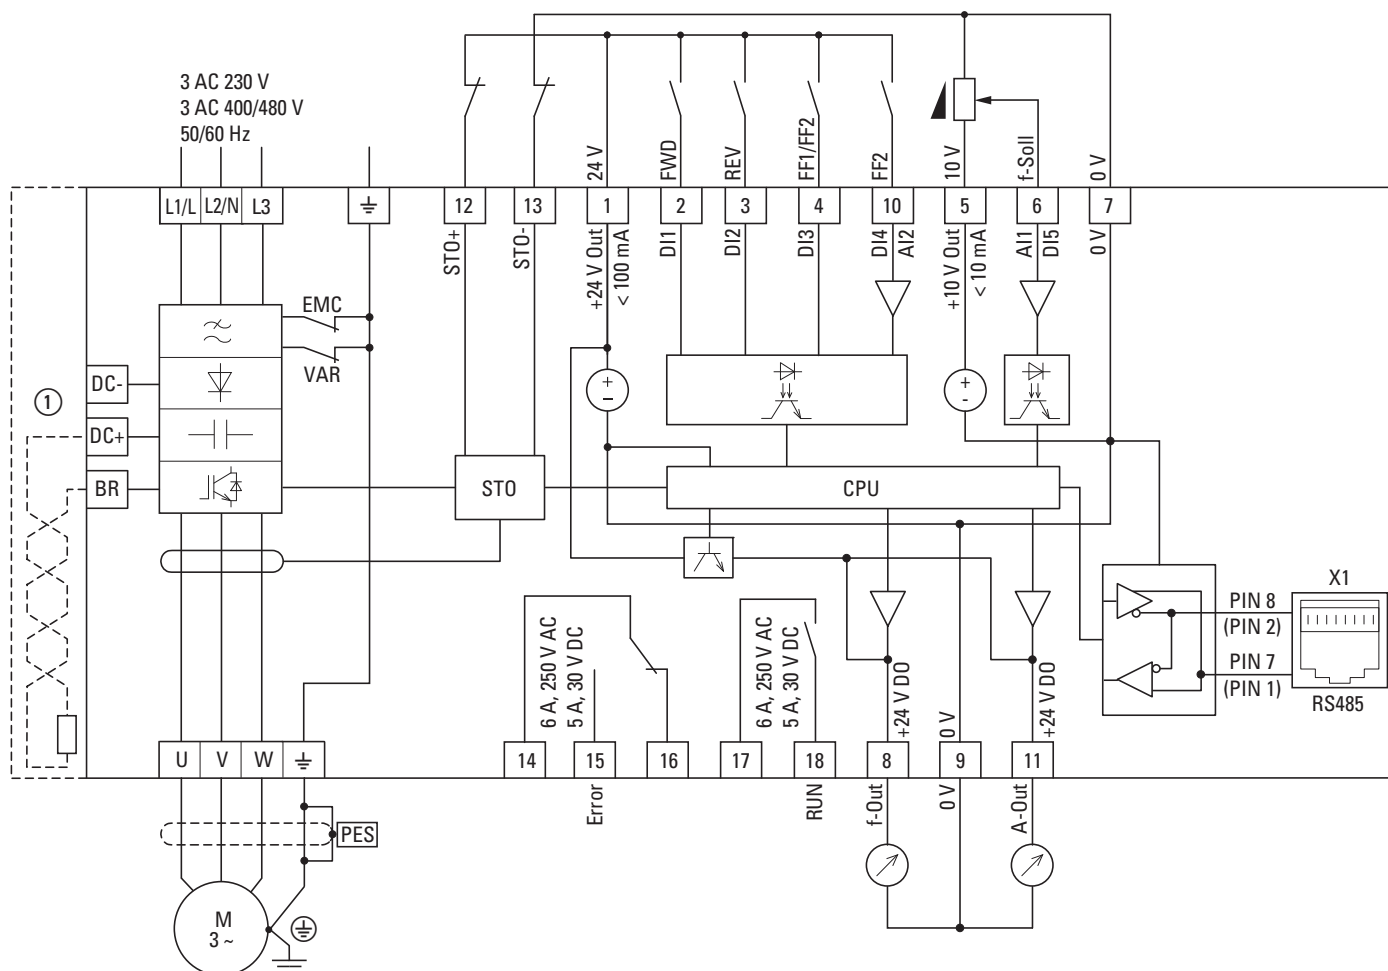 3 AC 230 V
3 AC 400/480 V
50/60 Hz
24 V
FWD
REV
FF1/FF2
FF2
10 V
f-Soll
0 V
L1/L
L2/N
L3
12
13
1
2
3
4
10
5
6
7
STO+
STO-
+24 V Out
< 100 mA
DI1
DI2
DI3
DI4
AI2
+10 V Out
< 10 mA
AI1
DI5
0 V
EMC
VAR
1
DC-
DC+
BR
+
–
+
-
STO
CPU
X1
PIN 8
(PIN 2)
PIN 7
(PIN 1)
RS485
6 A, 250 V AC
5 A, 30 V DC
6 A, 250 V AC
5 A, 30 V DC
+24 V DO
0 V
+24 V DO
U
V
W
14
15
16
17
18
8
9
11
Error
RUN
f-Out
0 V
A-Out
PES
M
3 ~